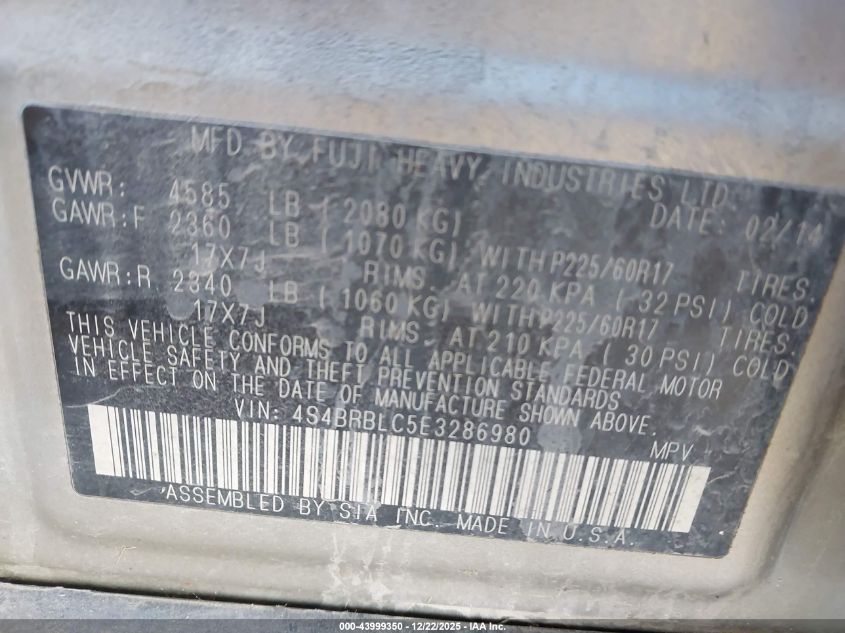 MFD BY FUJI HEAVY INDUSTRIES LTD.
GVWR: 4585 LB ( 2080 KG) DATE: 02/14
GAWR:F 2360 LB ( 1070 KG) WITH P225/60R17 TIRES.
17X7J RIMS. AT 220 KPA ( 32 PSI) COLD
GAWR:R 2340 LB ( 1060 KG) WITH P225/60R17 TIRES.
17X7J RIMS. AT 210 KPA ( 30 PSI) COLD
THIS VEHICLE CONFORMS TO ALL APPLICABLE FEDERAL MOTOR
VEHICLE SAFETY AND THEFT PREVENTION STANDARDS
IN EFFECT ON THE DATE OF MANUFACTURE SHOWN ABOVE.
VIN: 4S4BRBLC5E3286980 MPV
ASSEMBLED BY SIA INC. MADE IN U.S.A.
000-43999350 - 12/22/2025 - IAA Inc.